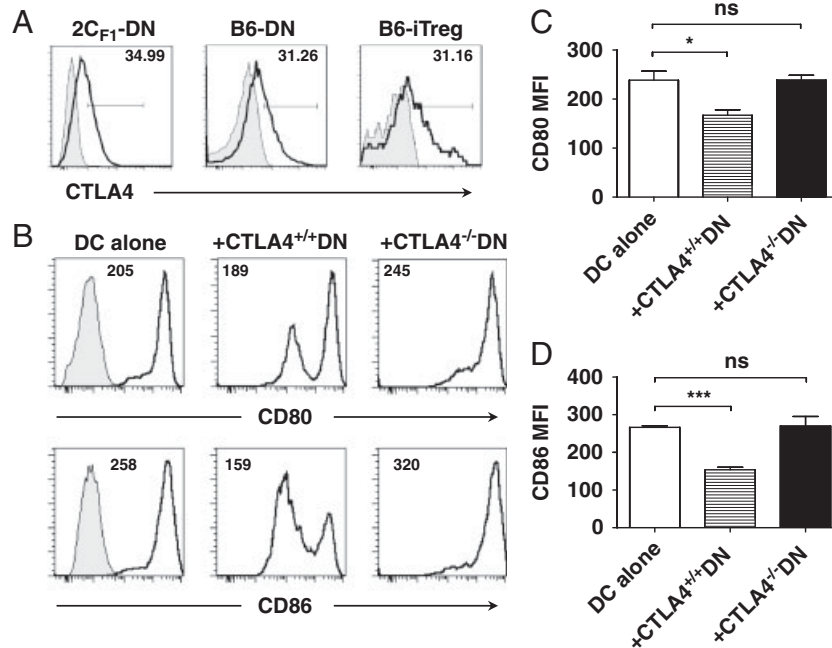 A
2C_F1-DN B6-DN B6-iTreg
34.99 31.26 31.16
CTLA4
B
DC alone +CTLA4+/+DN +CTLA4-/-DN
205 189 245
CD80
258 159 320
CD86
C
ns
*
300
200
100
0
CD80 MFI
DC alone +CTLA4+/+DN +CTLA4-/-DN
D
ns
***
400
300
200
100
0
CD86 MFI
DC alone +CTLA4+/+DN +CTLA4-/-DN